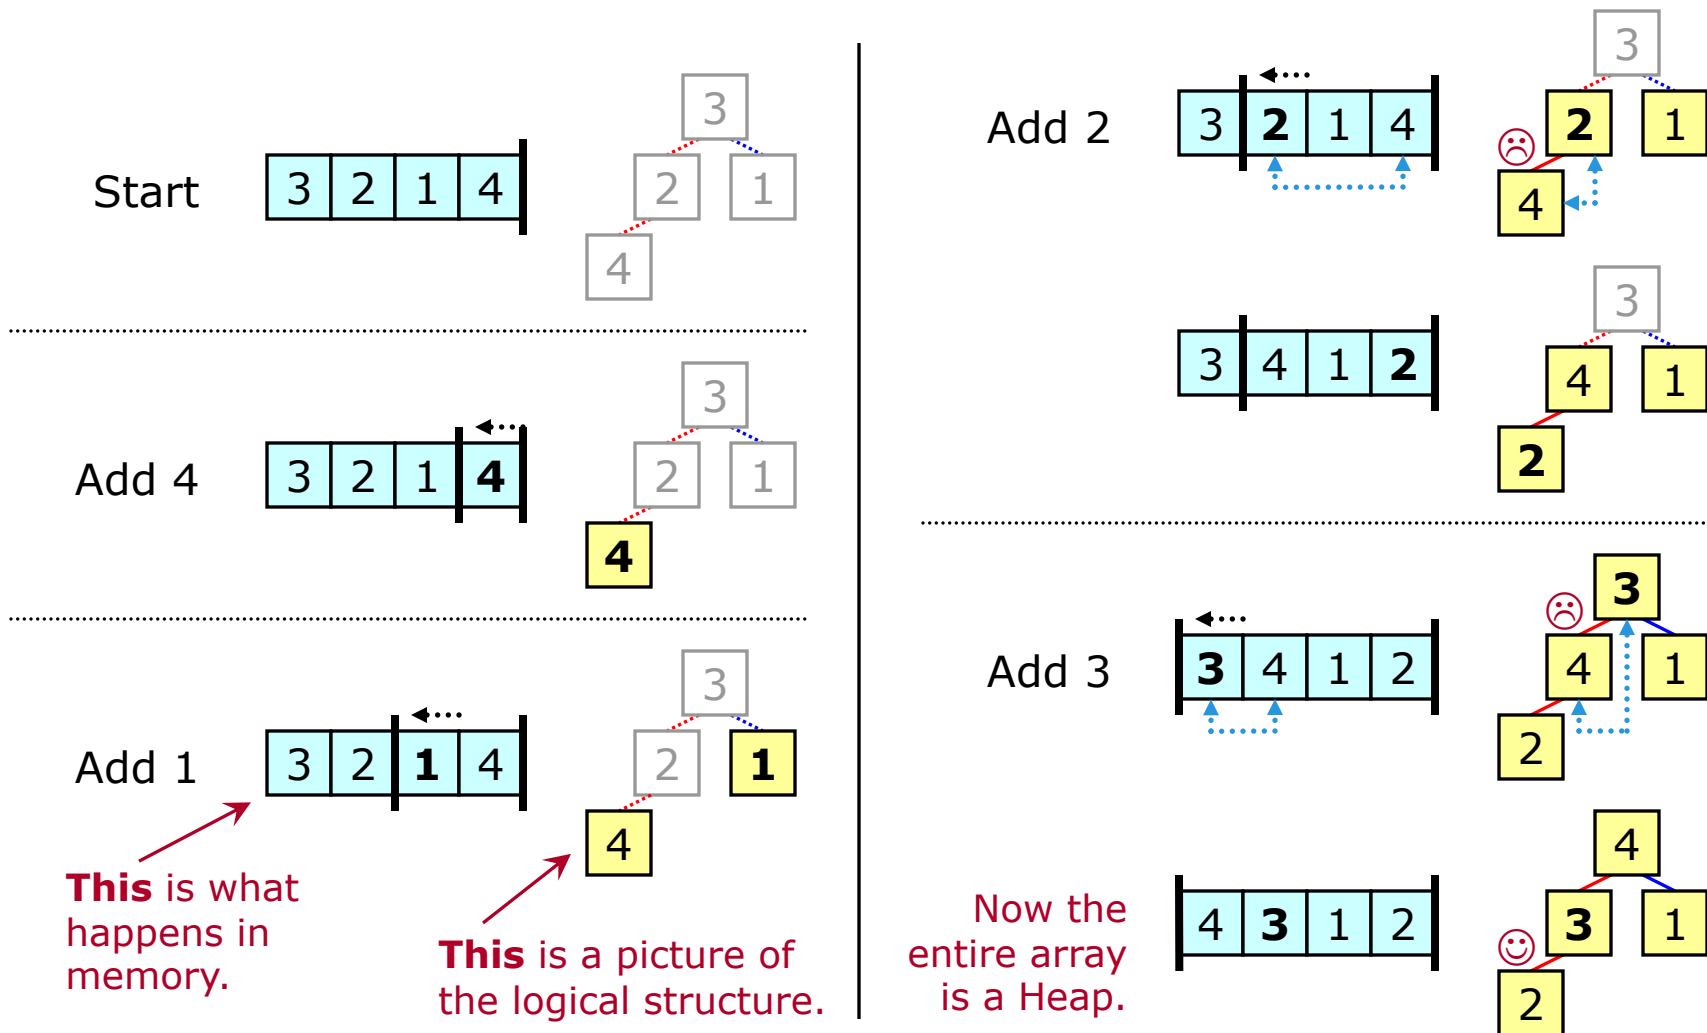 Start
3 2 1 4
3
2 1
4
Add 4
3 2 1 4
3
2 1
4
Add 1
3 2 1 4
3
2 1
4
This is what
happens in
memory.
This is a picture of
the logical structure.
Add 2
3 2 1 4
3
2 1
4
3 4 1 2
3
4 1
2
Add 3
3 4 1 2
3
4 1
2
Now the
entire array
is a Heap.
4 3 1 2
4
3 1
2